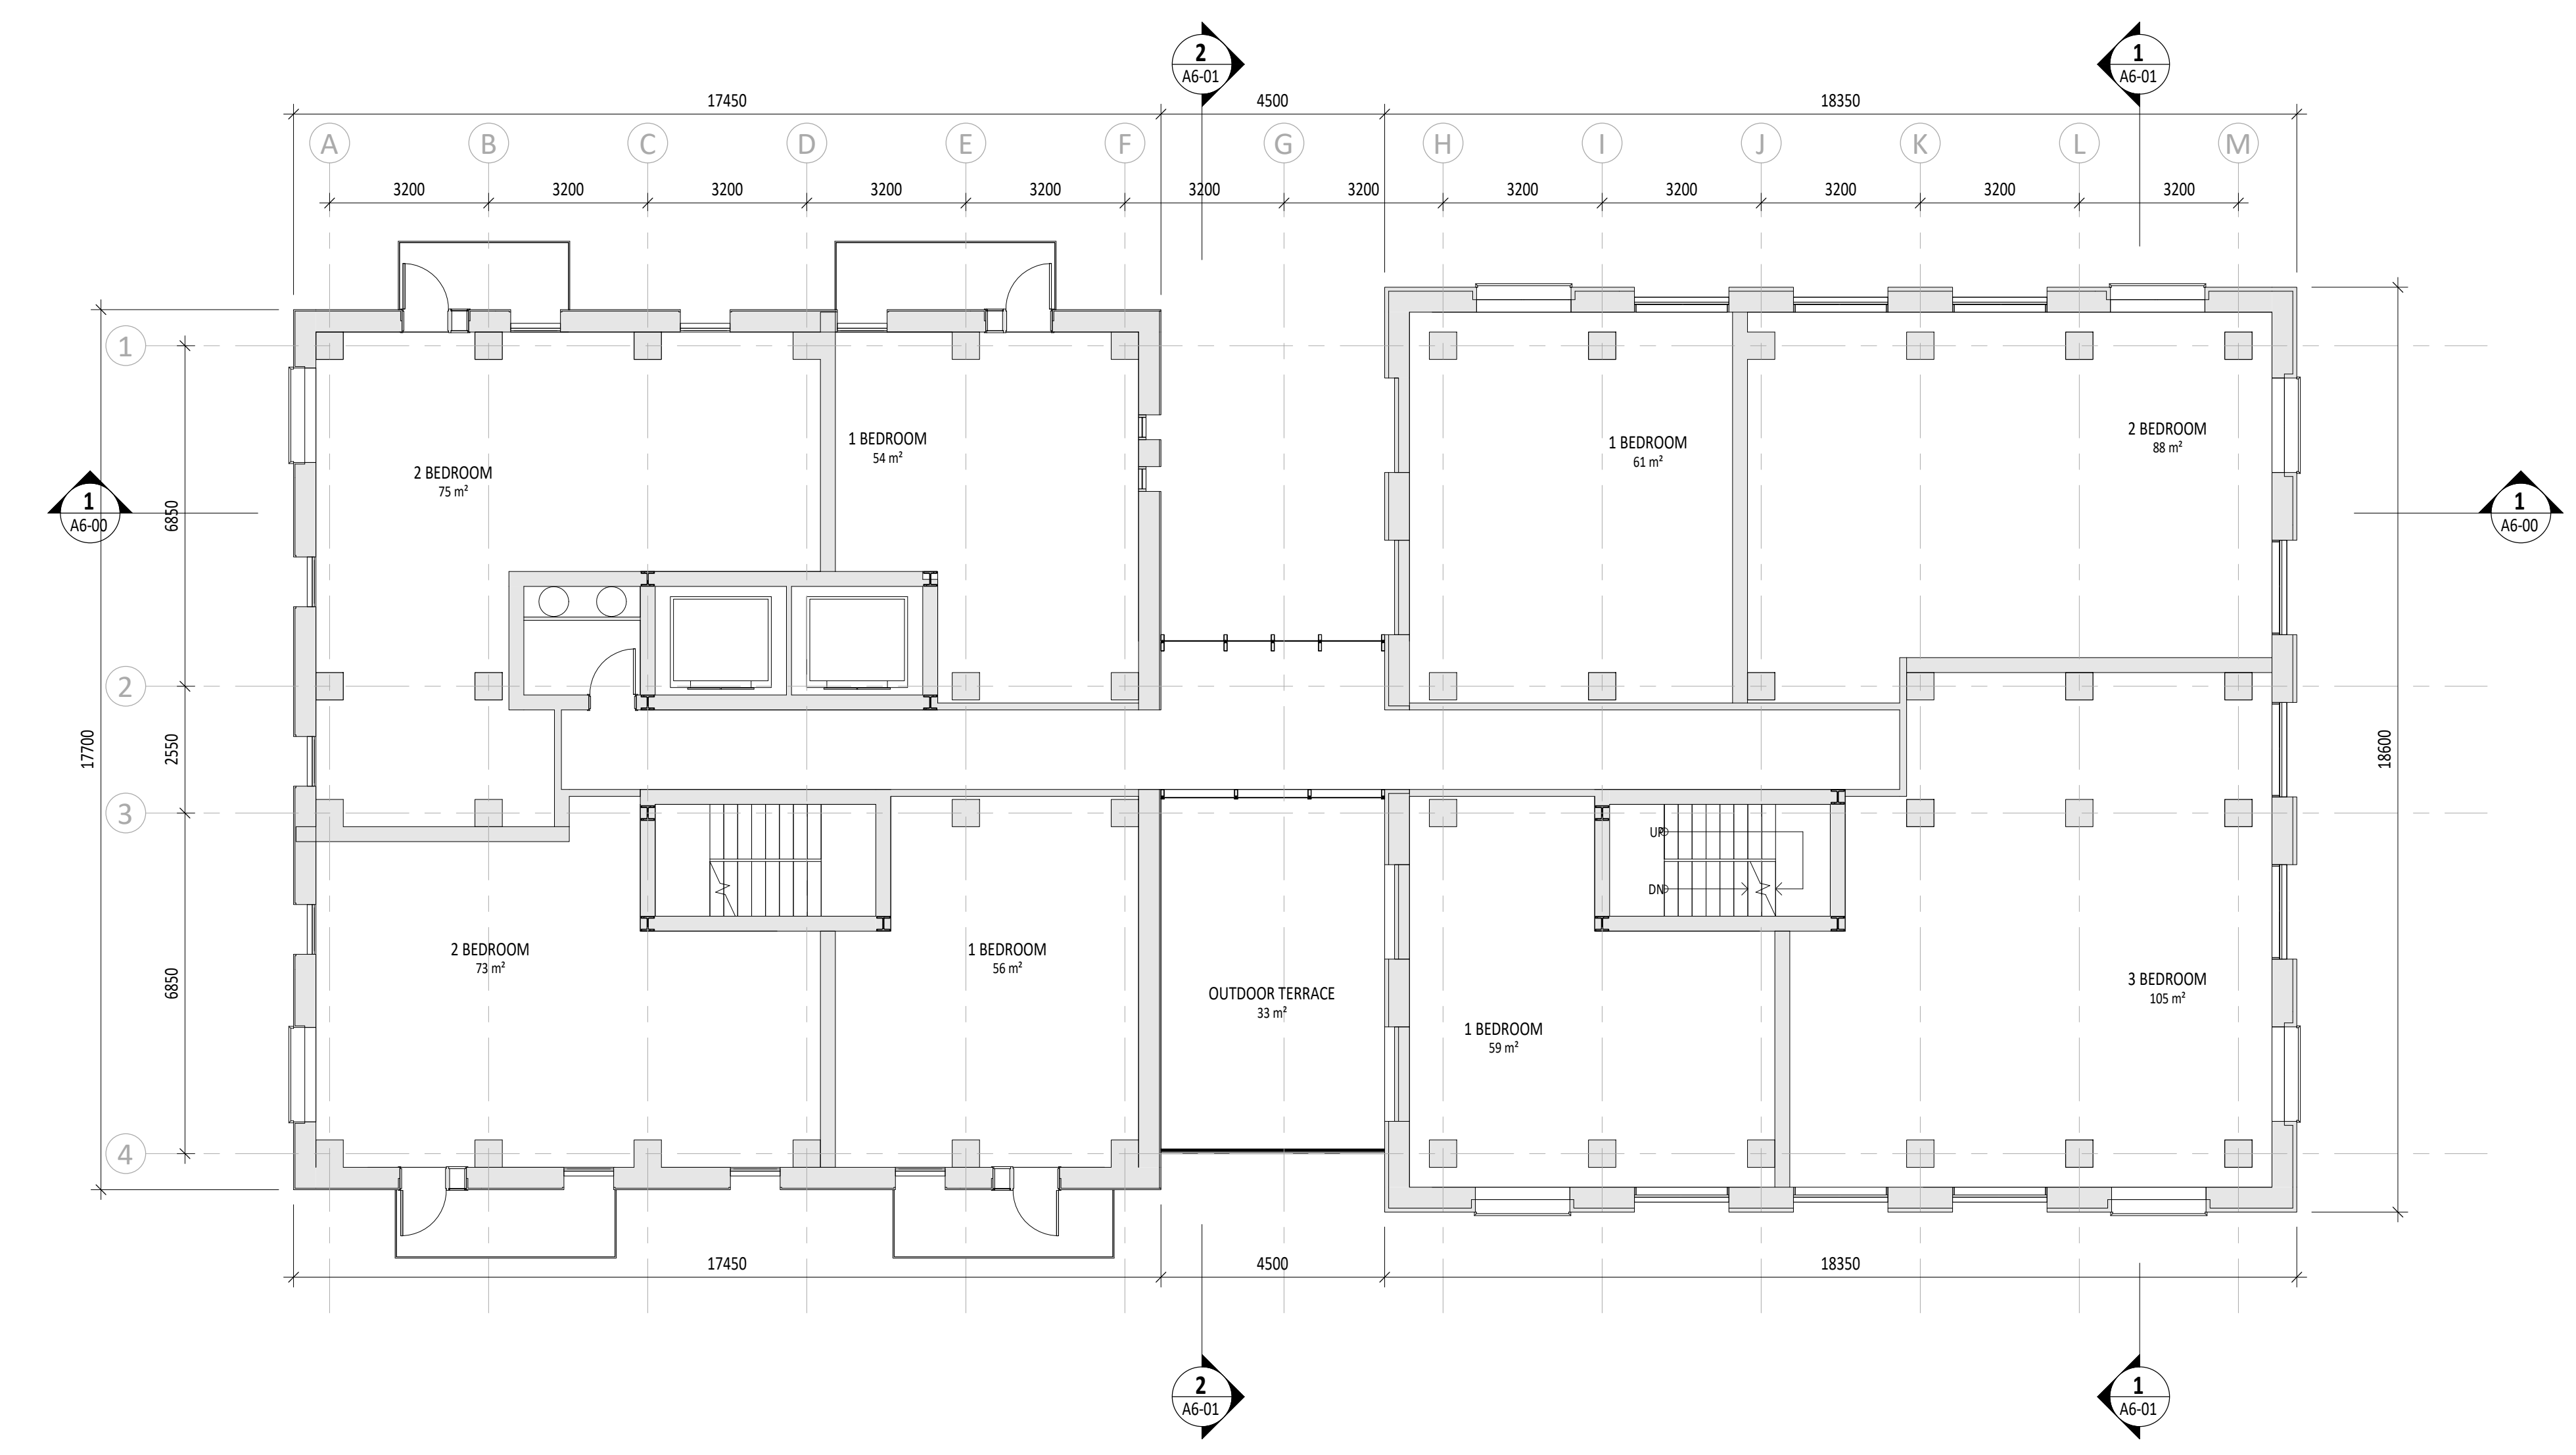 2
A6-01
1
A6-01
17450
4500
18350
A
B
C
D
E
F
G
H
I
J
K
L
M
3200
3200
3200
3200
3200
3200
3200
3200
3200
3200
3200
3200
1
2
3
4
17700
6850
2550
6850
18600
1
A6-00
1
A6-00
2 BEDROOM
75 m²
1 BEDROOM
54 m²
1 BEDROOM
61 m²
2 BEDROOM
88 m²
UP
DN
2 BEDROOM
73 m²
1 BEDROOM
56 m²
OUTDOOR TERRACE
33 m²
1 BEDROOM
59 m²
3 BEDROOM
105 m²
17450
4500
18350
2
A6-01
1
A6-01